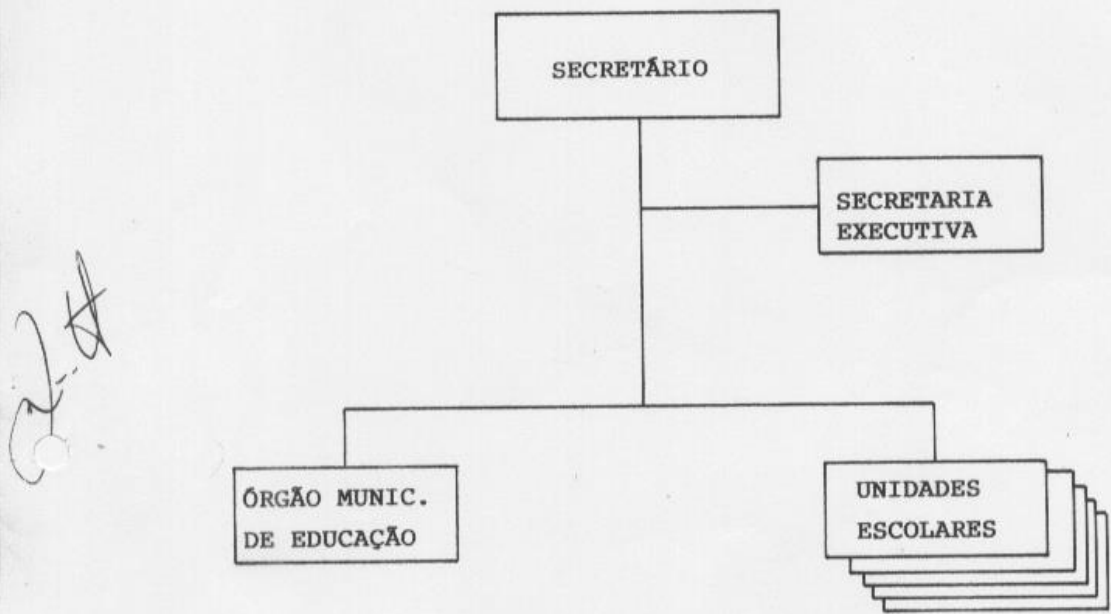 SECRETÁRIO
SECRETARIA
EXECUTIVA
ÓRGÃO MUNIC.
DE EDUCAÇÃO
UNIDADES
ESCOLARES